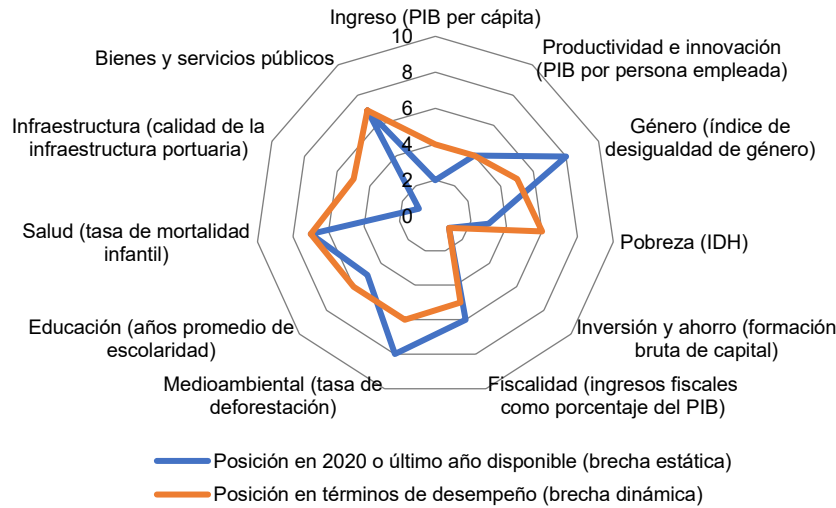 Ingreso (PIB per cápita)
Productividad e innovación
(PIB por persona empleada)
Género (índice de
desigualdad de género)
Pobreza (IDH)
Inversión y ahorro (formación
bruta de capital)
Fiscalidad (ingresos fiscales
como porcentaje del PIB)
Medioambiental (tasa de
deforestación)
Educación (años promedio de
escolaridad)
Salud (tasa de mortalidad
infantil)
Infraestructura (calidad de la
infraestructura portuaria)
Bienes y servicios públicos
10
8
6
4
2
0
Posición en 2020 o último año disponible (brecha estática)
Posición en términos de desempeño (brecha dinámica)